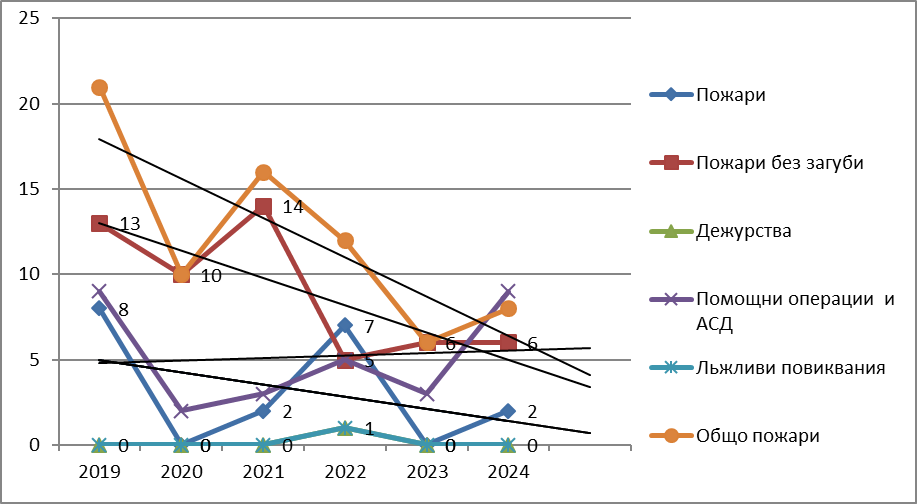 25
20
15
10
5
0
13
10
14
8
7
5
6
6
2
2
0
0
0
1
0
0
2019 2020 2021 2022 2023 2024
Пожари
Пожари без загуби
Дежурства
Помощни операции и
АСД
Лъжливи повиквания
Общо пожари